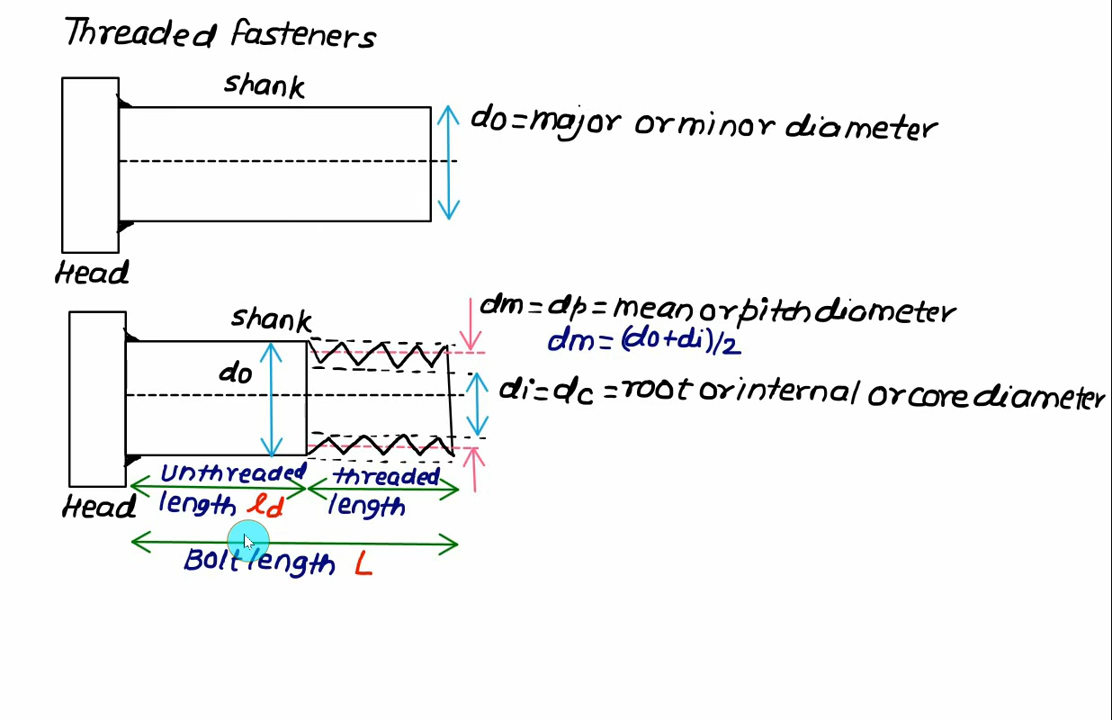 Threaded fasteners
shank
do=major or minor diameter
Head
shank
dm=dp=mean or pitch diameter
dm=(do+di)/2
do
di=dc=root or internal or core diameter
unthreaded
length ld
threaded
length
Head
Bolt length L